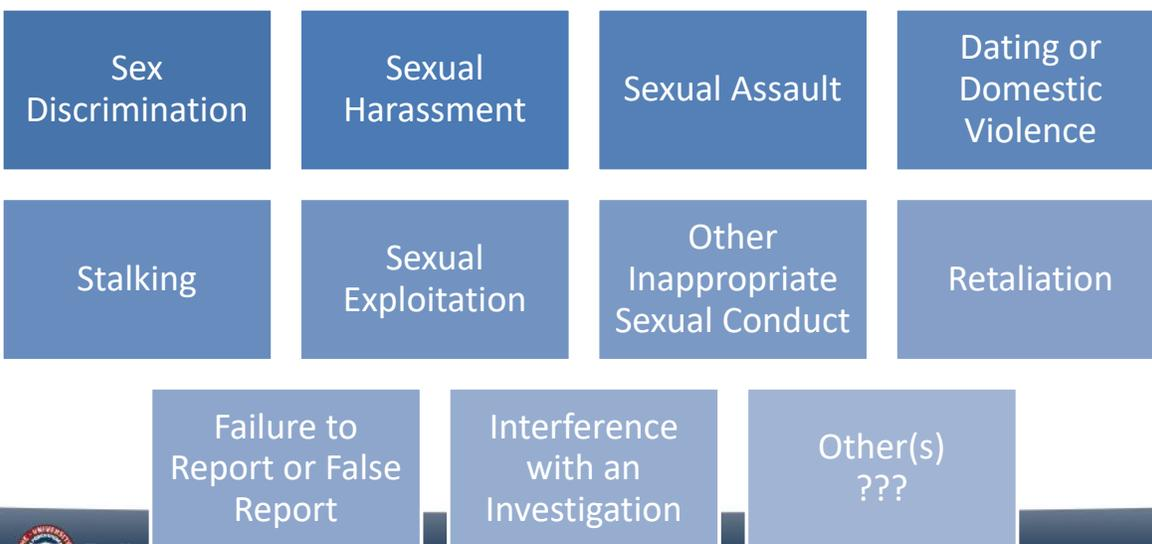 Sex
Discrimination
Sexual
Harassment
Sexual Assault
Dating or
Domestic
Violence
Stalking
Sexual
Exploitation
Other
Inappropriate
Sexual Conduct
Retaliation
Failure to
Report or False
Report
Interference
with an
Investigation
Other(s)
???